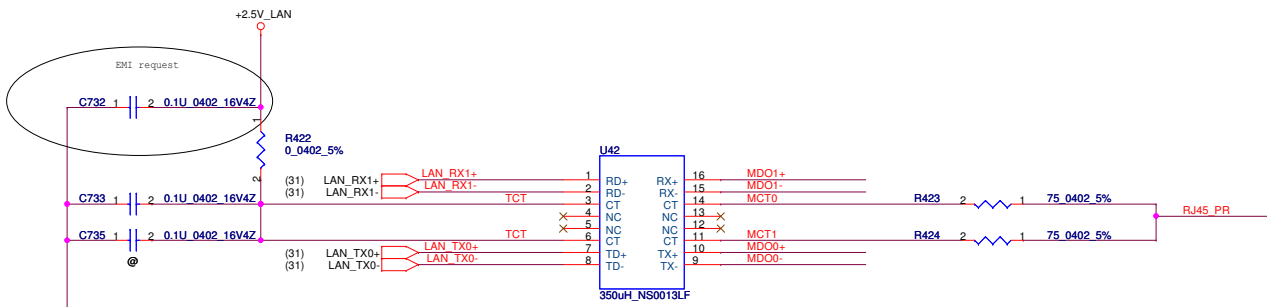 +2.5V_LAN
EMI request
C732 1 2 0.1U_0402_16V4Z
1
R422
0_0402_5%
2
U42
(31) LAN_RX1+ LAN_RX1+ 1 RD+ RX+ 16 MDO1+
(31) LAN_RX1- LAN_RX1- 2 RD- RX- 15 MDO1-
C733 1 2 0.1U_0402_16V4Z TCT 3 CT CT 14 MCT0 R423 2 1 75_0402_5%
4 NC NC 13
RJ45_PR
5 NC NC 12
C735 1 2 0.1U_0402_16V4Z TCT 6 CT CT 11 MCT1 R424 2 1 75_0402_5%
(31) LAN_TX0+ LAN_TX0+ 7 TD+ TX+ 10 MDO0+
@
(31) LAN_TX0- LAN_TX0- 8 TD- TX- 9 MDO0-
350uH_NS0013LF